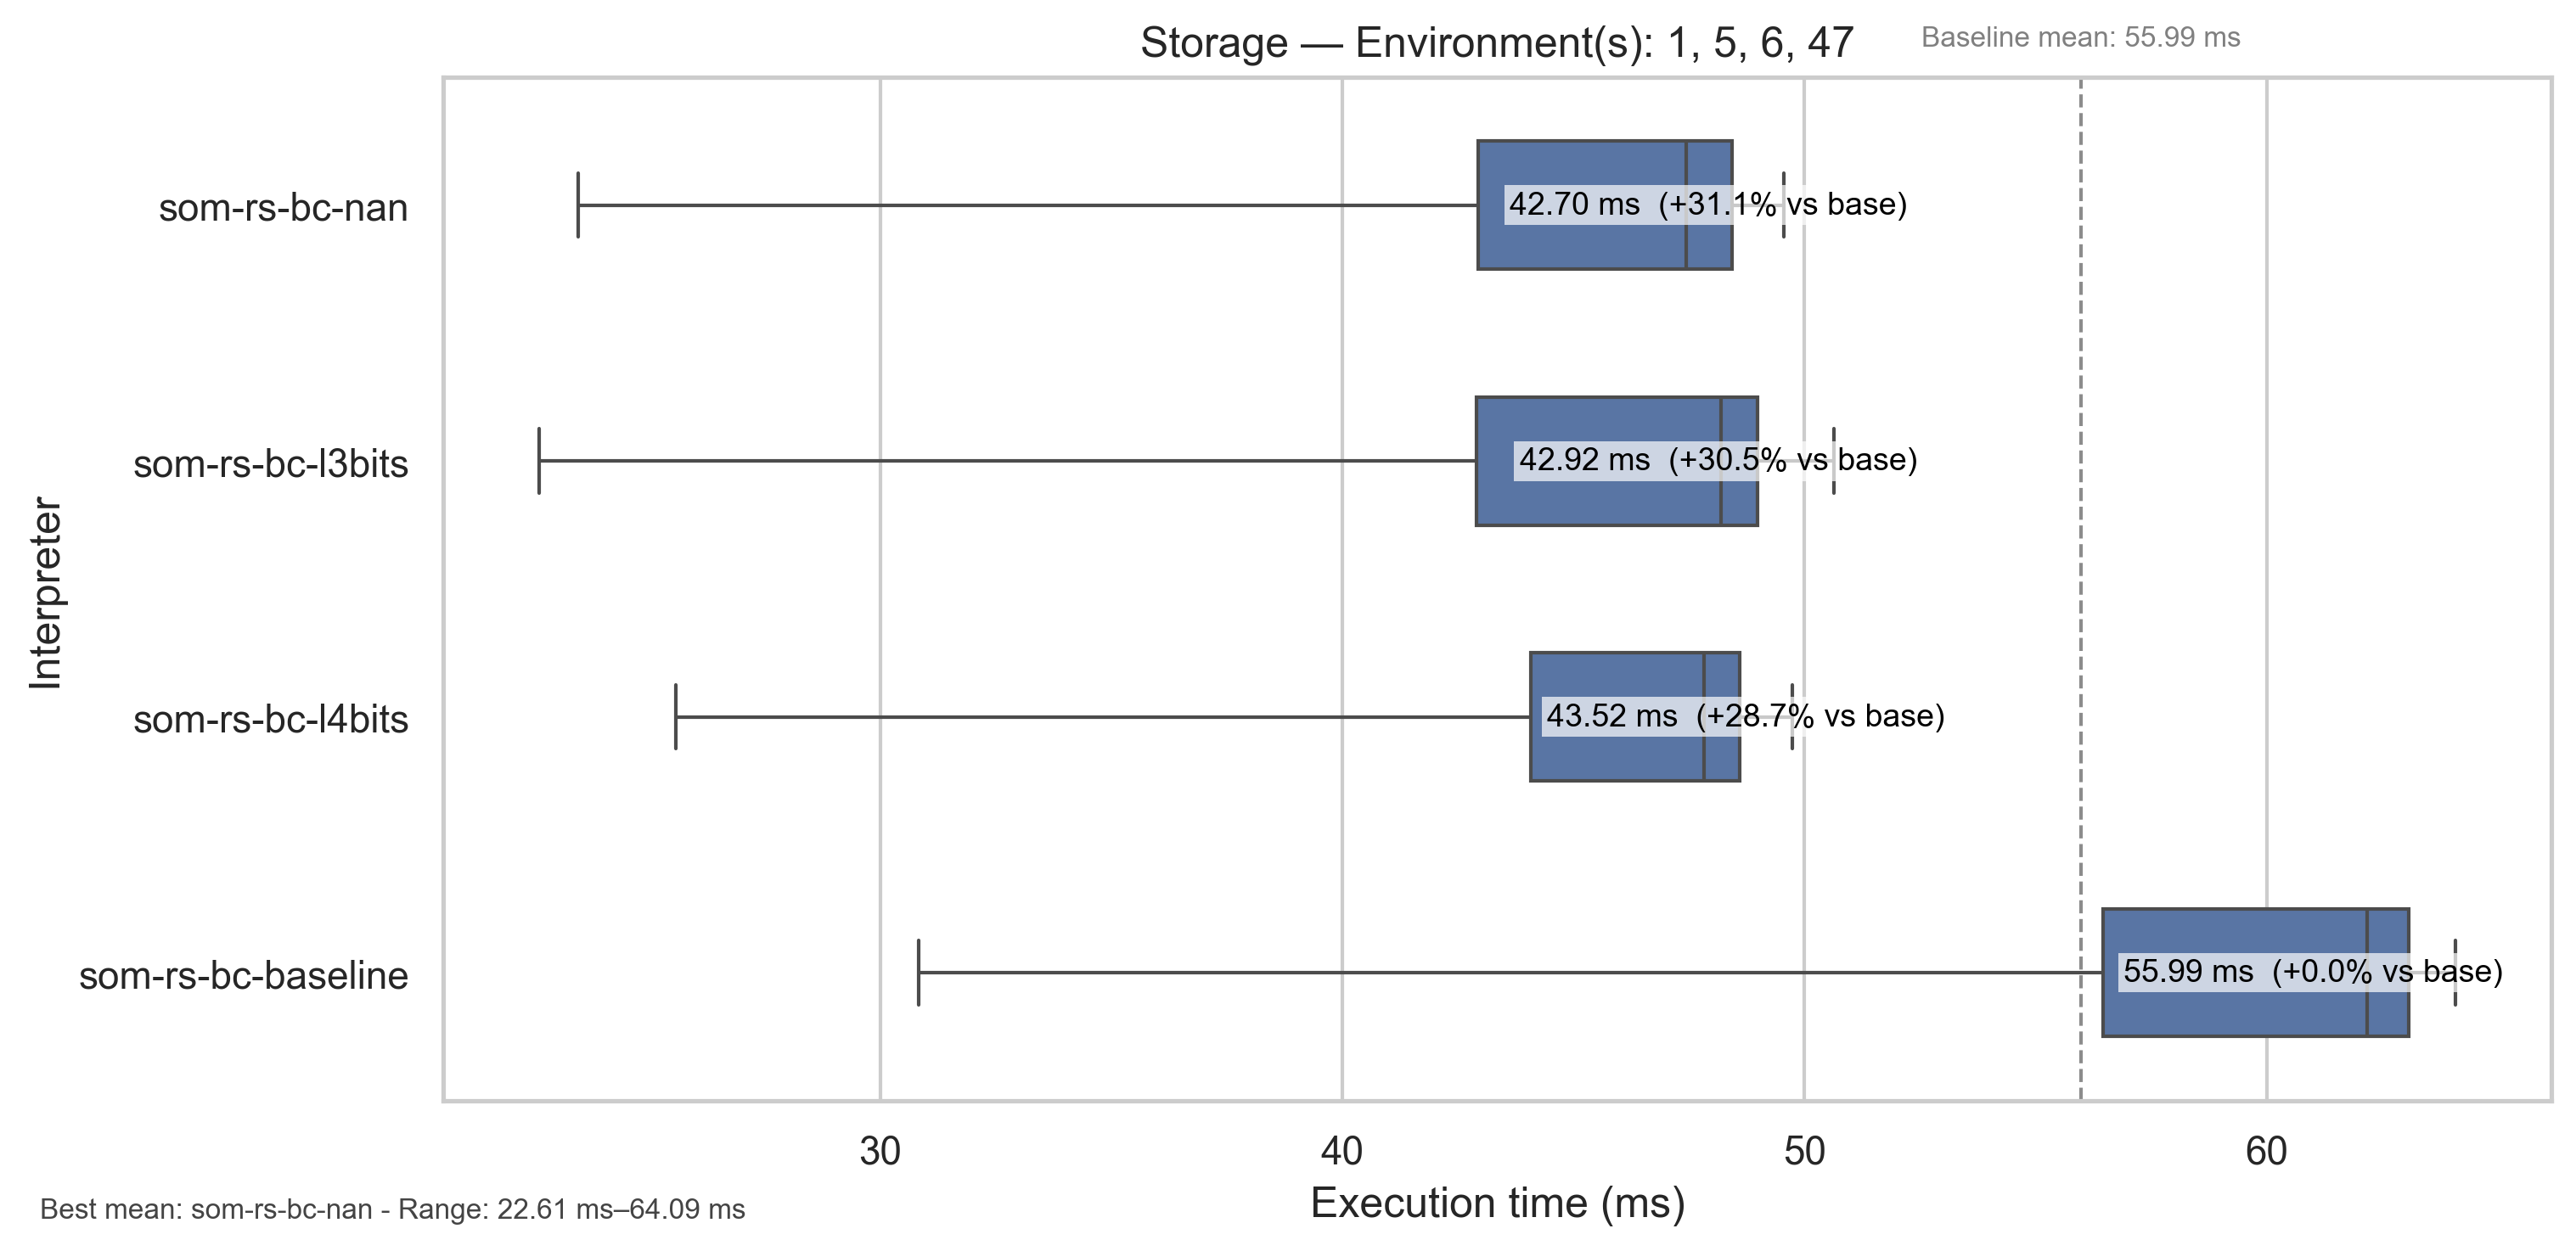 Storage — Environment(s): 1, 5, 6, 47
Baseline mean: 55.99 ms
Interpreter
som-rs-bc-nan
42.70 ms  (+31.1% vs base)
som-rs-bc-l3bits
42.92 ms  (+30.5% vs base)
som-rs-bc-l4bits
43.52 ms  (+28.7% vs base)
som-rs-bc-baseline
55.99 ms  (+0.0% vs base)
30 40 50 60
Execution time (ms)
Best mean: som-rs-bc-nan - Range: 22.61 ms–64.09 ms